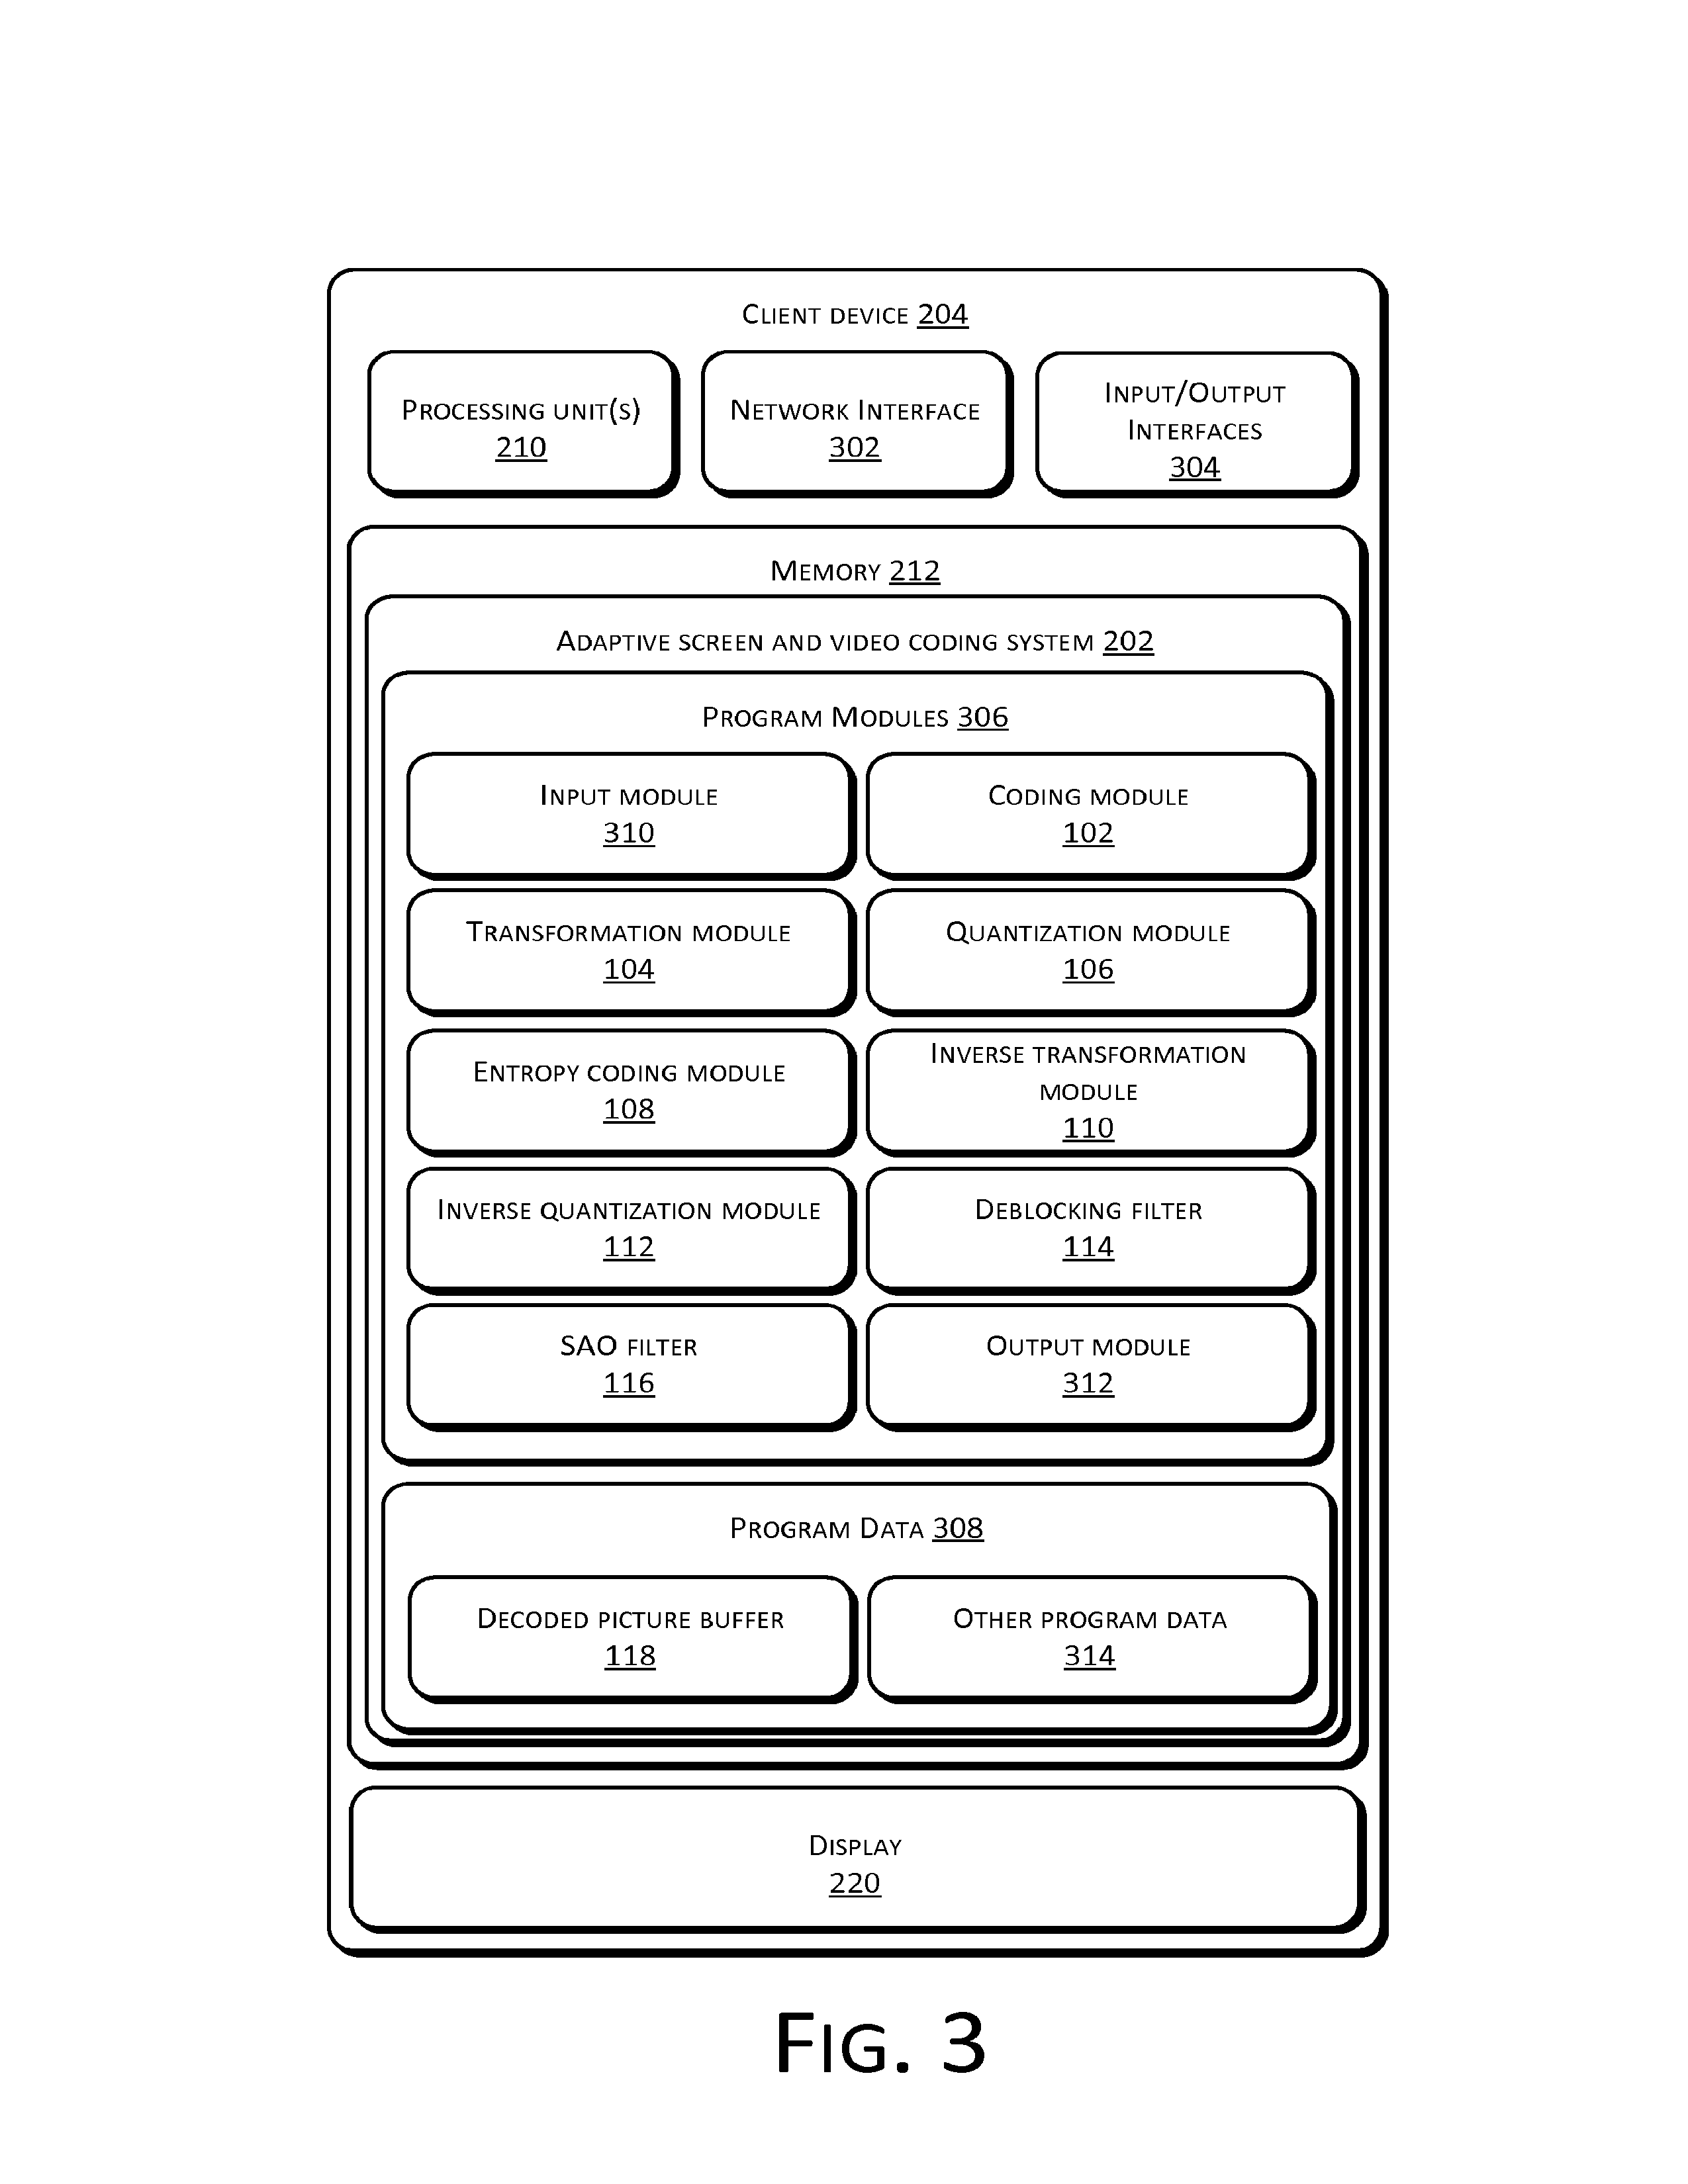 Client device 204
Processing unit(s)
210
Network Interface
302
Input/Output
Interfaces
304
Memory 212
Adaptive screen and video coding system 202
Program Modules 306
Input module
310
Coding module
102
Transformation module
104
Quantization module
106
Entropy coding module
108
Inverse transformation
module
110
Inverse quantization module
112
Deblocking filter
114
SAO filter
116
Output module
312
Program Data 308
Decoded picture buffer
118
Other program data
314
Display
220
Fig. 3